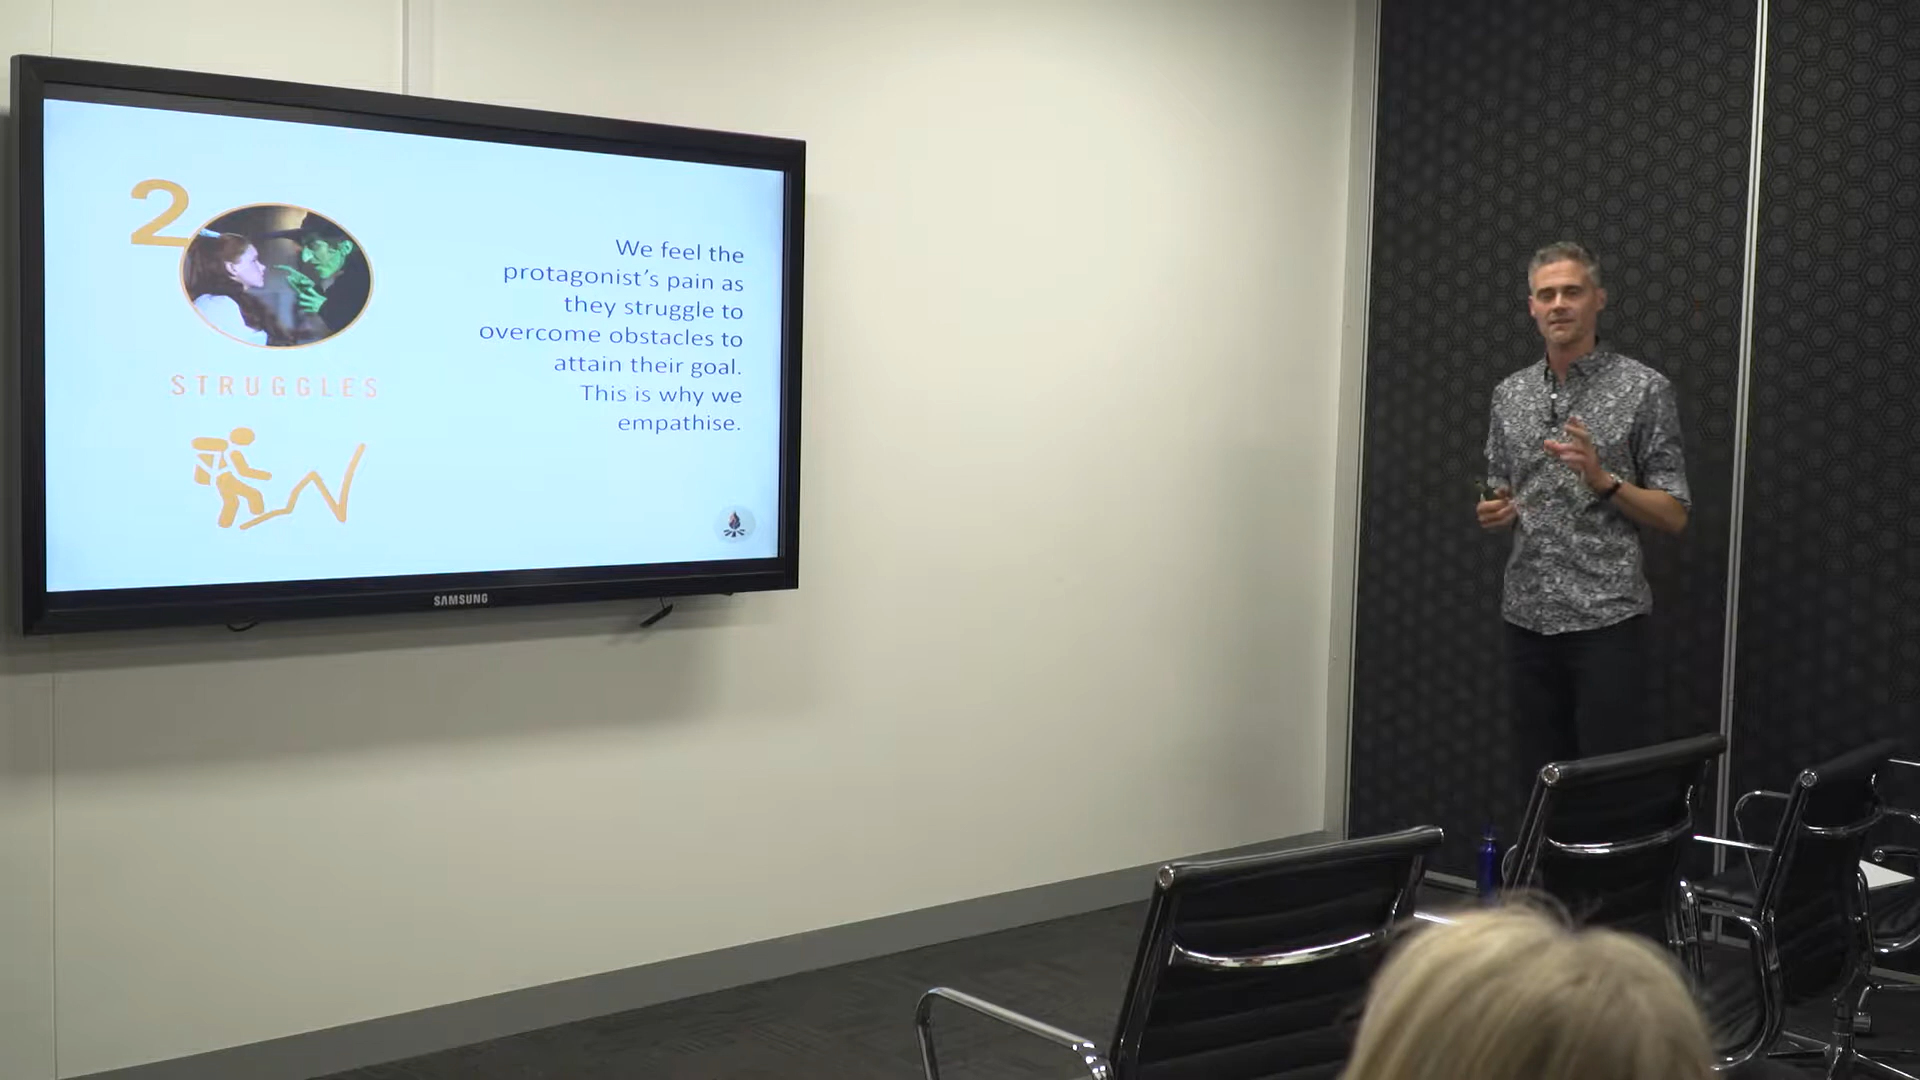 2
STRUGGLES
We feel the
protagonist's pain as
they struggle to
overcome obstacles to
attain their goal.
This is why we
empathise.
SAMSUNG